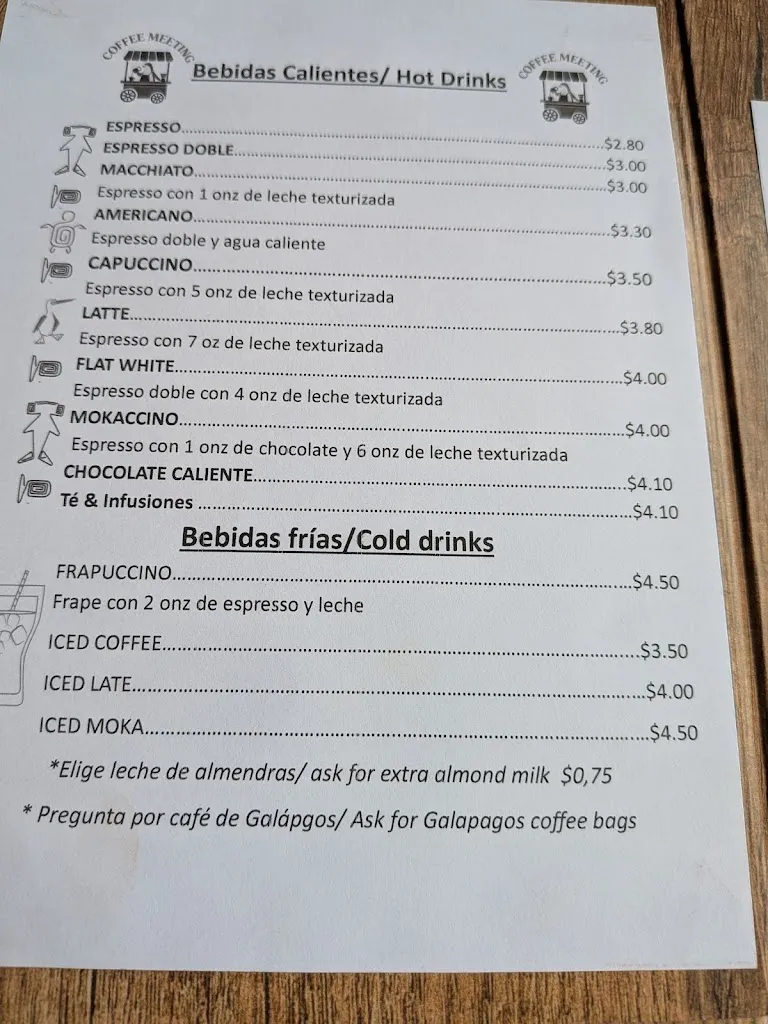 COFFEE MEETING
Bebidas Calientes/ Hot Drinks
COFFEE MEETING
ESPRESSO...$2.80
ESPRESSO DOBLE...$3.00
MACCHIATO...$3.00
Espresso con 1 onz de leche texturizada
AMERICANO...$3.30
Espresso doble y agua caliente
CAPUCCINO...$3.50
Espresso con 5 onz de leche texturizada
LATTE...$3.80
Espresso con 7 oz de leche texturizada
FLAT WHITE...$4.00
Espresso doble con 4 onz de leche texturizada
MOKACCINO...$4.00
Espresso con 1 onz de chocolate y 6 onz de leche texturizada
CHOCOLATE CALIENTE...$4.10
Té & Infusiones ...$4.10
Bebidas frías/Cold drinks
FRAPUCCINO...$4.50
Frape con 2 onz de espresso y leche
ICED COFFEE...$3.50
ICED LATE...$4.00
ICED MOKA...$4.50
*Elige leche de almendras/ ask for extra almond milk $0,75
* Pregunta por café de Galápgos/ Ask for Galapagos coffee bags